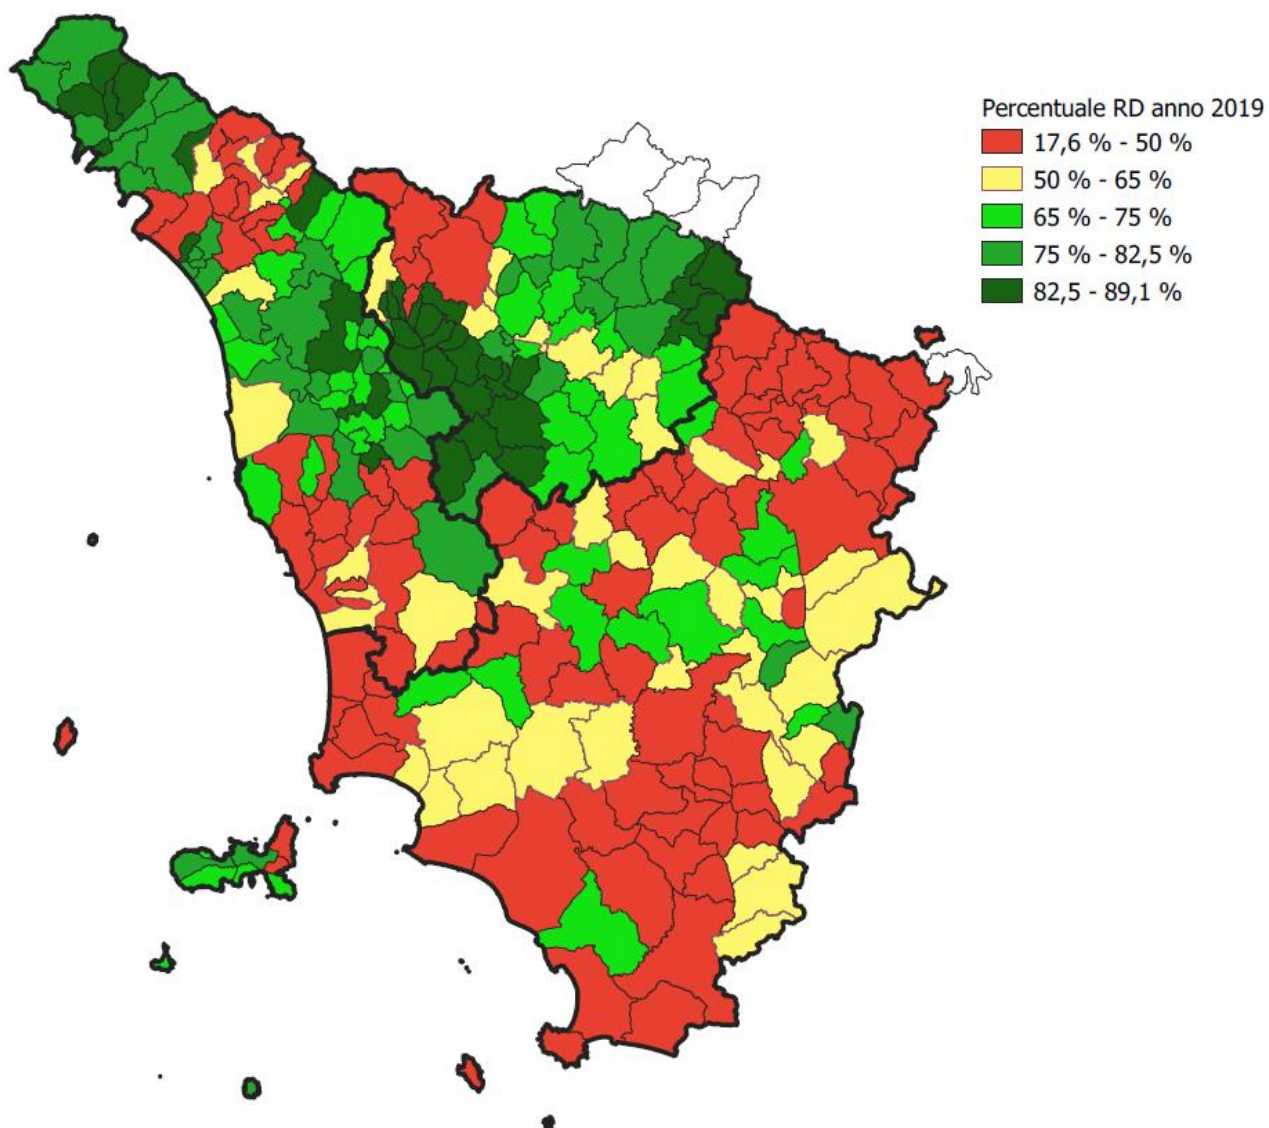 Percentuale RD anno 2019
17,6 % - 50 %
50 % - 65 %
65 % - 75 %
75 % - 82,5 %
82,5 - 89,1 %